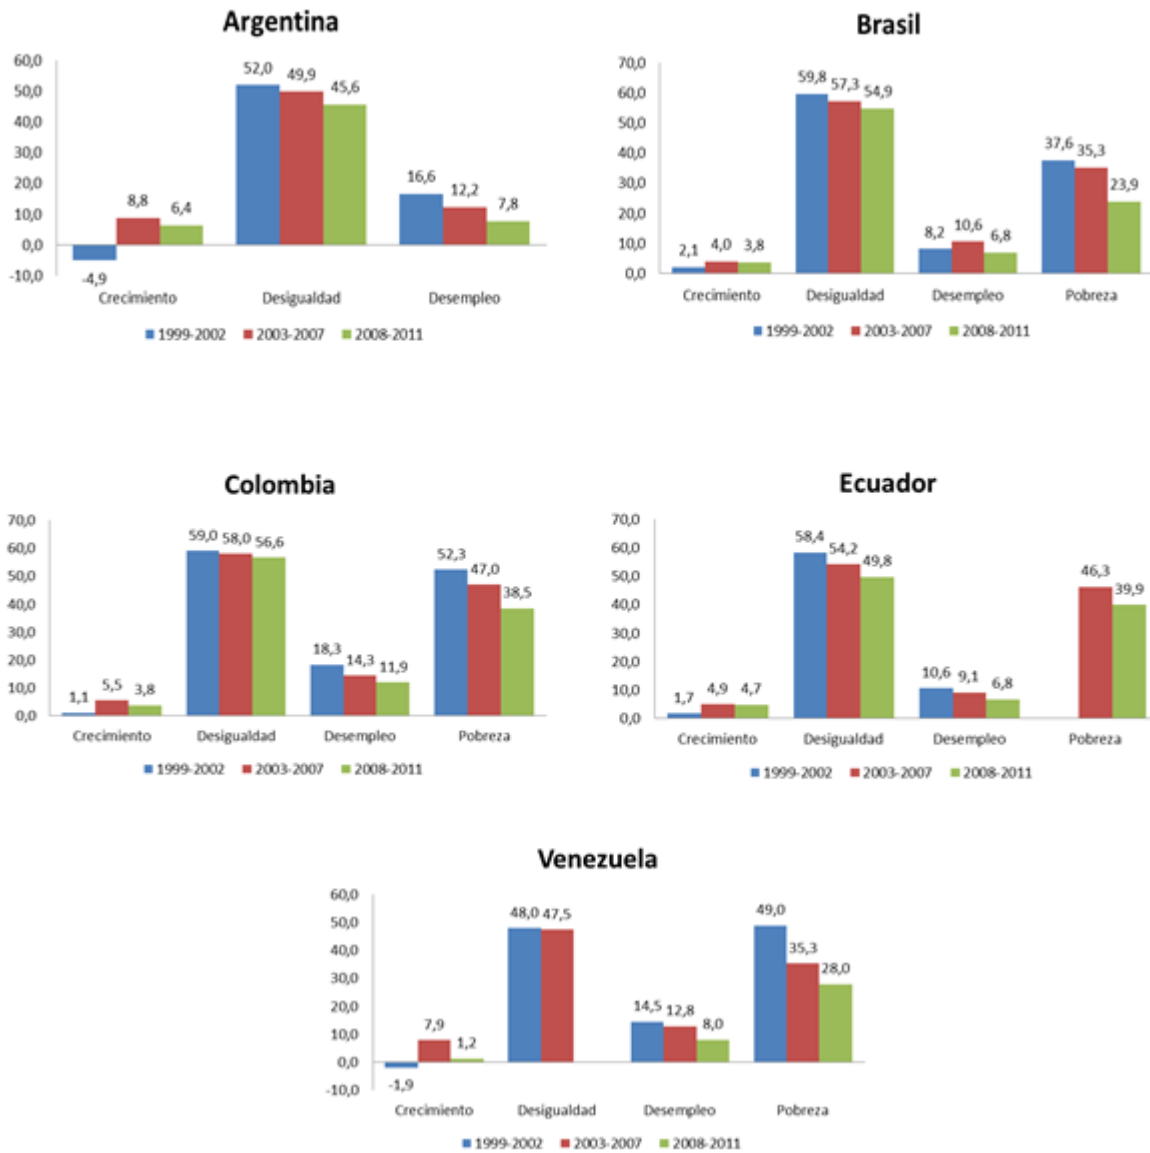 Argentina
60,0
50,0
40,0
30,0
20,0
10,0
0,0
-10,0
52,0 49,9 45,6
16,6 12,2 7,8
8,8 6,4
-4,9
Crecimiento Desigualdad Desempleo
1999-2002 2003-2007 2008-2011
Brasil
70,0
60,0
50,0
40,0
30,0
20,0
10,0
0,0
59,8 57,3 54,9
37,6 35,3 23,9
8,2 10,6 6,8
2,1 4,0 3,8
Crecimiento Desigualdad Desempleo Pobreza
1999-2002 2003-2007 2008-2011
Colombia
70,0
60,0
50,0
40,0
30,0
20,0
10,0
0,0
59,0 58,0 56,6
52,3 47,0 38,5
18,3 14,3 11,9
1,1 5,5 3,8
Crecimiento Desigualdad Desempleo Pobreza
1999-2002 2003-2007 2008-2011
Ecuador
70,0
60,0
50,0
40,0
30,0
20,0
10,0
0,0
58,4 54,2 49,8
46,3 39,9
10,6 9,1 6,8
1,7 4,9 4,7
Crecimiento Desigualdad Desempleo Pobreza
1999-2002 2003-2007 2008-2011
Venezuela
60,0
50,0
40,0
30,0
20,0
10,0
0,0
-10,0
48,0 47,5
49,0 35,3 28,0
14,5 12,8 8,0
7,9 1,2
-1,9
Crecimiento Desigualdad Desempleo Pobreza
1999-2002 2003-2007 2008-2011